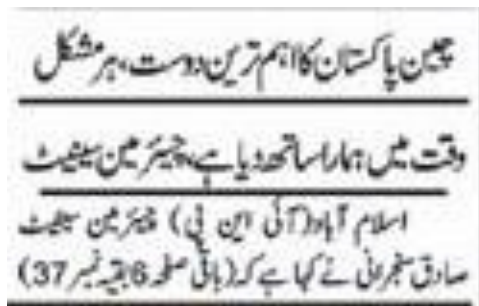 چین پاکستان کا اہم ترین دوست، ہر مشکل
وقت میں ہمارا ساتھ دیا ہے، چیئرمین سینیٹ
اسلام آباد (آئی این پی) چیئرمین سینیٹ
صادق سنجرانی نے کہا ہے کہ (باقی صفحہ 6 بقیہ نمبر 37)